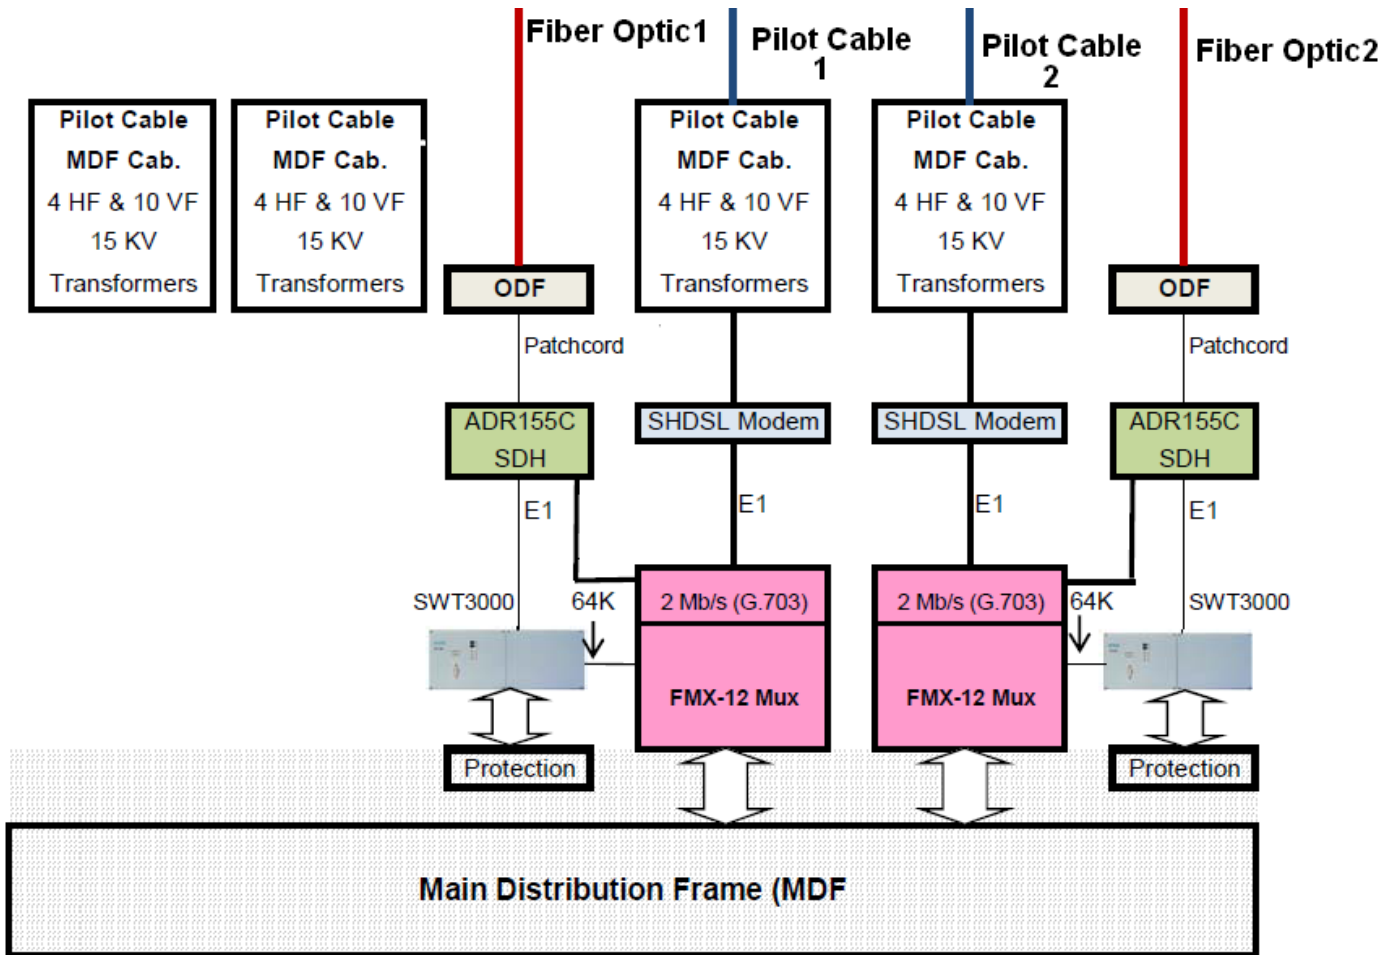 Fiber Optic1
Pilot Cable
1
Pilot Cable
2
Fiber Optic2
Pilot Cable
MDF Cab.
4 HF & 10 VF
15 KV
Transformers
Pilot Cable
MDF Cab.
4 HF & 10 VF
15 KV
Transformers
Pilot Cable
MDF Cab.
4 HF & 10 VF
15 KV
Transformers
Pilot Cable
MDF Cab.
4 HF & 10 VF
15 KV
Transformers
ODF
ODF
Patchcord
Patchcord
ADR155C
SDH
SHDSL Modem
SHDSL Modem
ADR155C
SDH
E1
E1
E1
E1
SWT3000
64K
2 Mb/s (G.703)
2 Mb/s (G.703)
64K
SWT3000
FMX-12 Mux
FMX-12 Mux
Protection
Protection
Main Distribution Frame (MDF